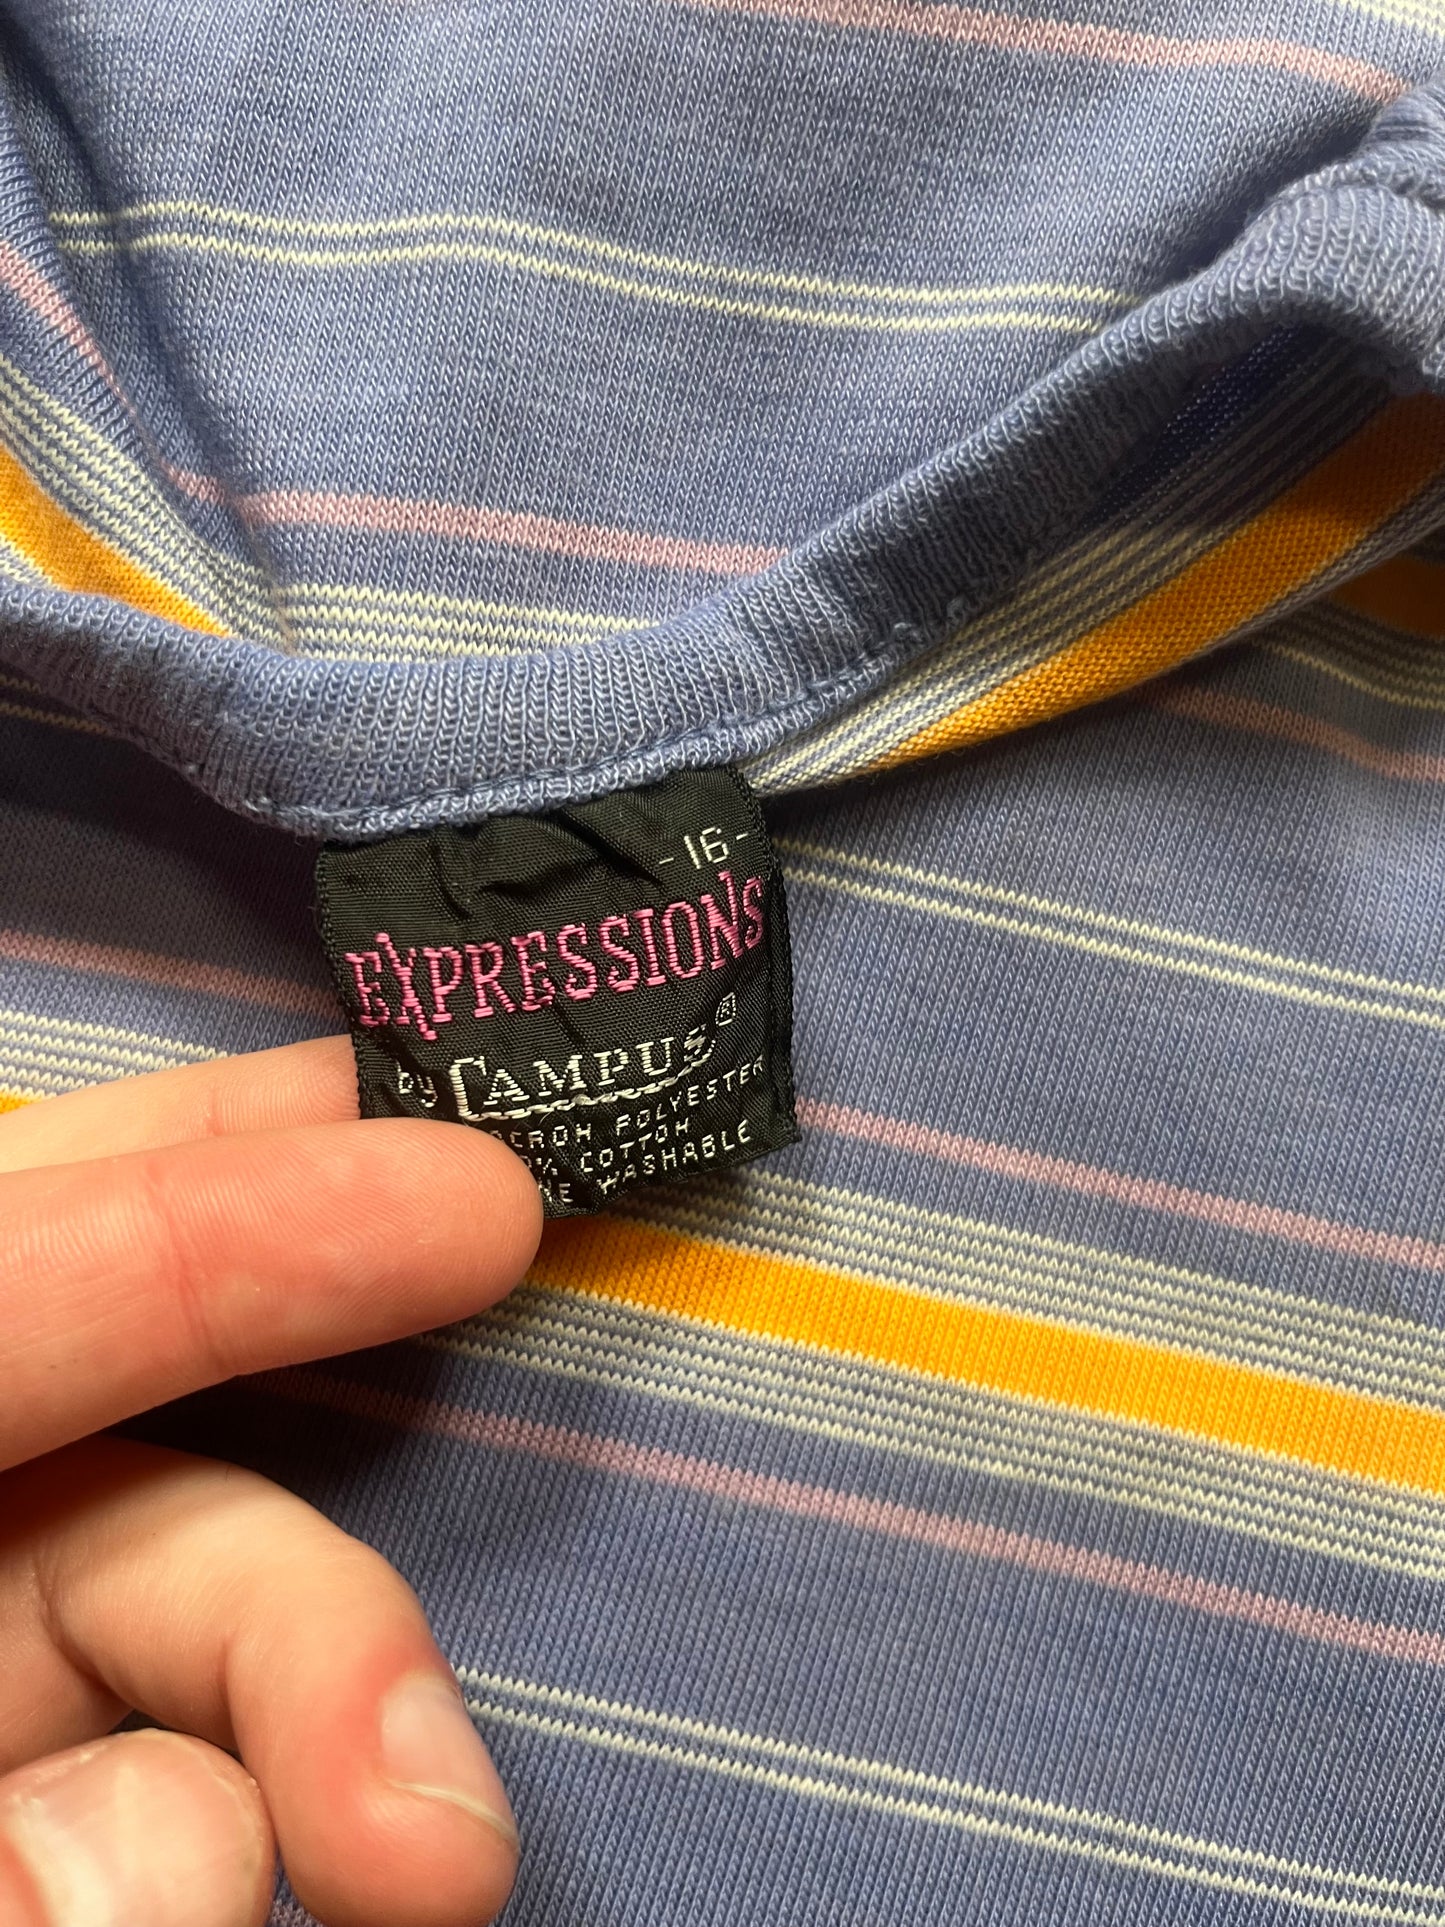 -16-
EXPRESSIONS
by CAMPUS®
POLYESTER
COTTON
WASHABLE